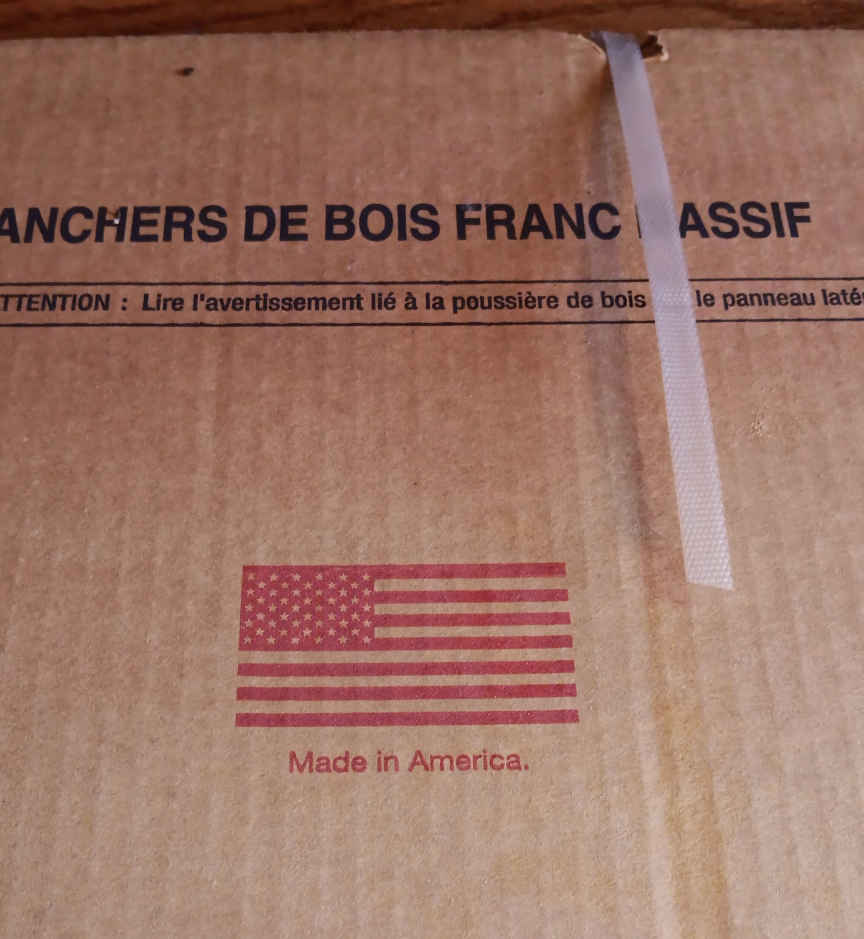 ANCHERS DE BOIS FRANC ASSIF
TTENTION : Lire l'avertissement lié à la poussière de bois le panneau laté
Made in America.